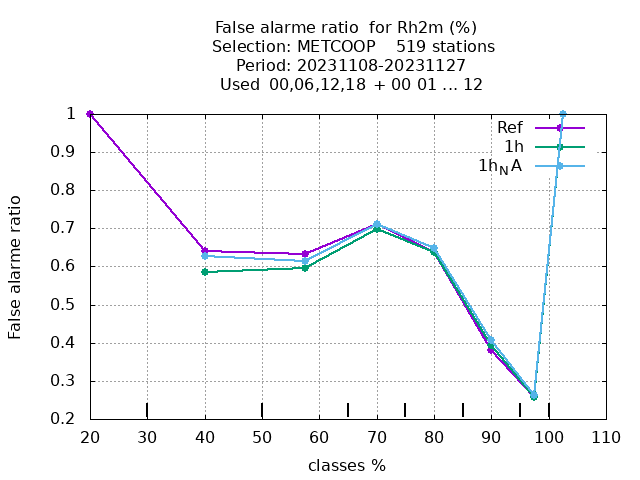 False alarme ratio for Rh2m (%)
Selection: METCOOP 519 stations
Period: 20231108-20231127
Used 00,06,12,18 + 00 01 ... 12
Ref
1h
1h_NA
False alarme ratio
1
0.9
0.8
0.7
0.6
0.5
0.4
0.3
0.2
20 30 40 50 60 70 80 90 100 110
classes %